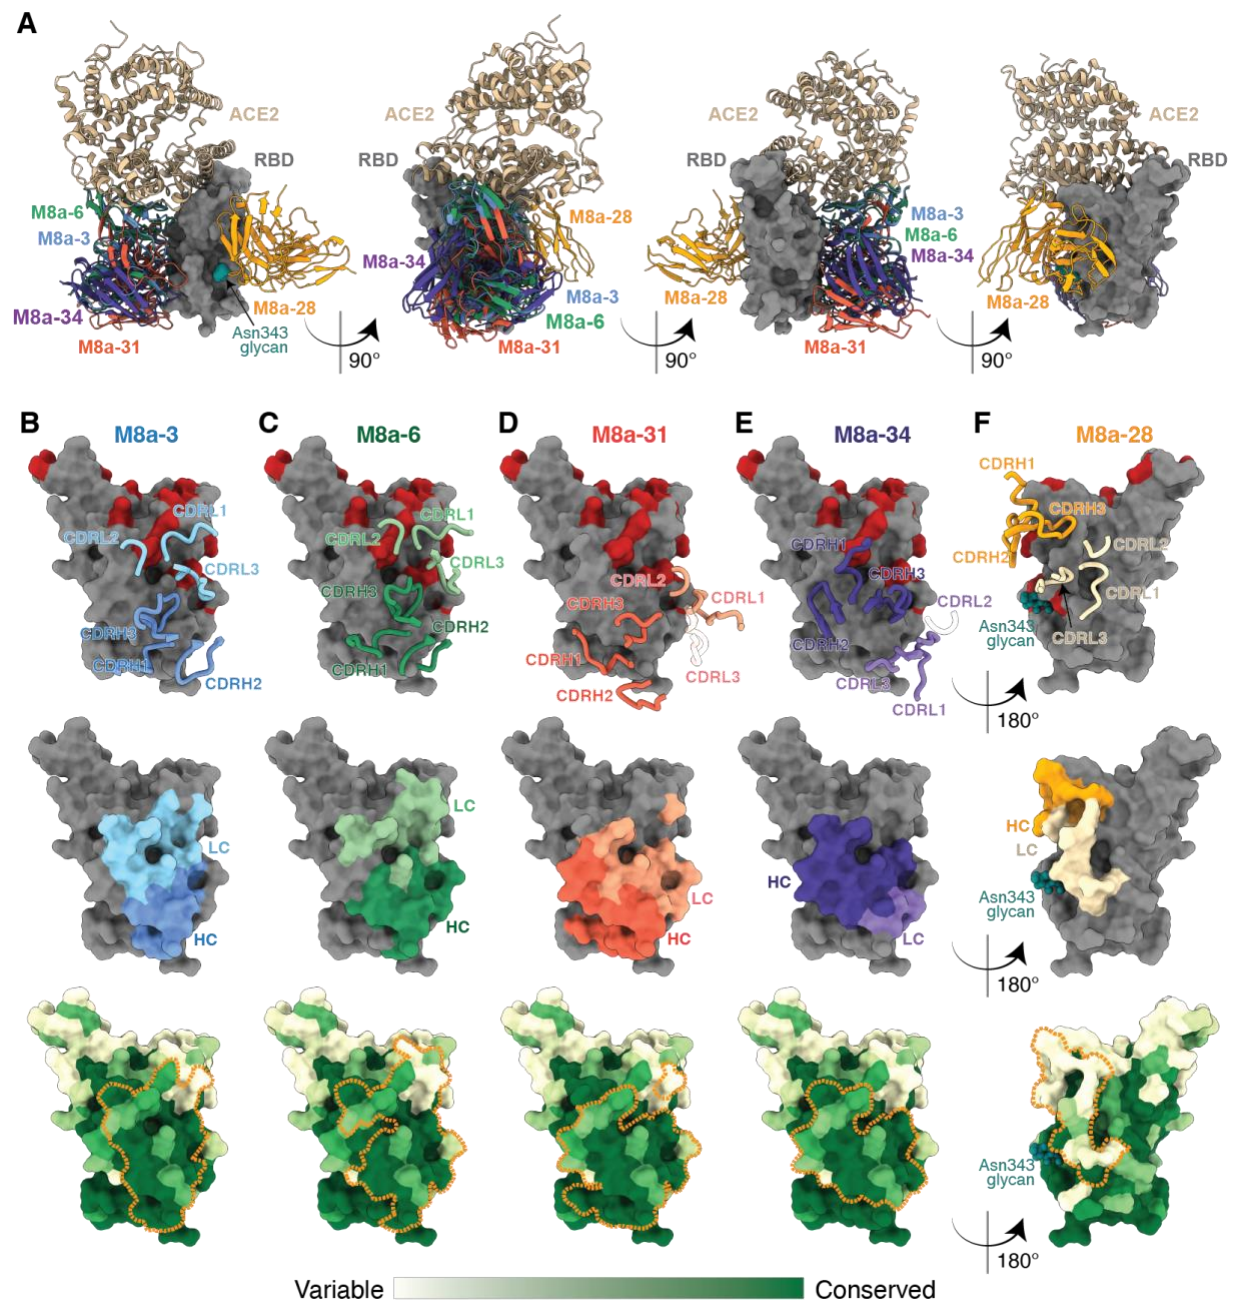 A
ACE2
RBD
M8a-6
M8a-3
M8a-34
M8a-31
M8a-28
Asn343
glycan
90°
ACE2
RBD
M8a-28
M8a-34
M8a-3
M8a-6
M8a-31
90°
ACE2
RBD
M8a-3
M8a-6
M8a-34
M8a-28
M8a-31
90°
ACE2
RBD
M8a-28
B
M8a-3
CDRL1
CDRL2
CDRL3
CDRH3
CDRH1
CDRH2
LC
HC
C
M8a-6
CDRL1
CDRL2
CDRL3
CDRH3
CDRH2
CDRH1
LC
HC
D
M8a-31
CDRL2
CDRL1
CDRH3
CDRH1
CDRL3
CDRH2
LC
HC
E
M8a-34
CDRH1
CDRH3
CDRL2
CDRH2
CDRL3
CDRL1
HC
LC
F
M8a-28
CDRH1
CDRH3
CDRH2
CDRL2
CDRL1
Asn343
glycan
CDRL3
180°
HC
LC
Asn343
glycan
180°
Asn343
glycan
180°
Variable
Conserved